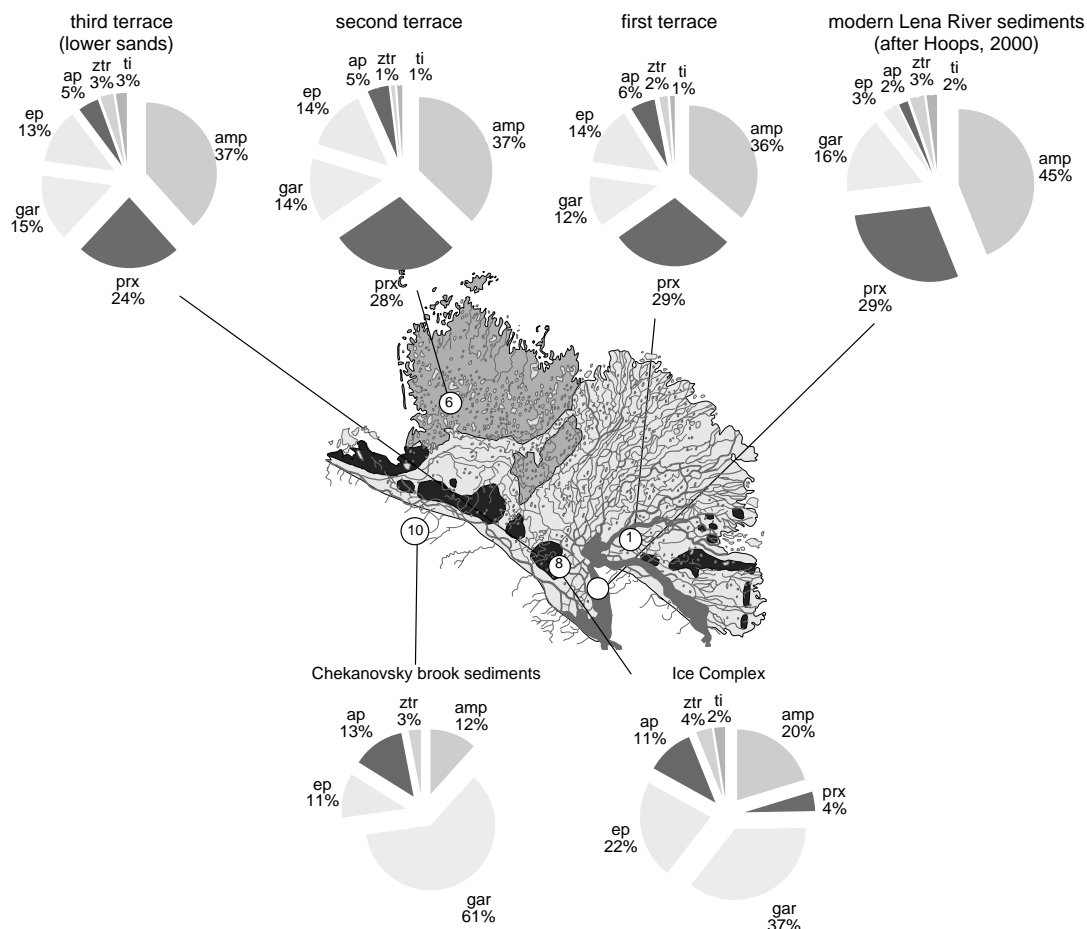 third terrace
(lower sands)
ti
3%
ztr
3%
ap
5%
ep
13%
amp
37%
gar
15%
prx
24%
second terrace
ti
1%
ztr
1%
ap
5%
ep
14%
amp
37%
gar
14%
prx
28%
first terrace
ztr
2%
ti
1%
ap
6%
ep
14%
amp
36%
gar
12%
prx
29%
modern Lena River sediments
(after Hoops, 2000)
ti
2%
ztr
3%
ap
2%
ep
3%
gar
16%
amp
45%
prx
29%
6
10
8
1
Chekanovsky brook sediments
ztr
3%
amp
12%
ap
13%
ep
11%
gar
61%
Ice Complex
ti
2%
ztr
4%
amp
20%
ap
11%
prx
4%
ep
22%
gar
37%